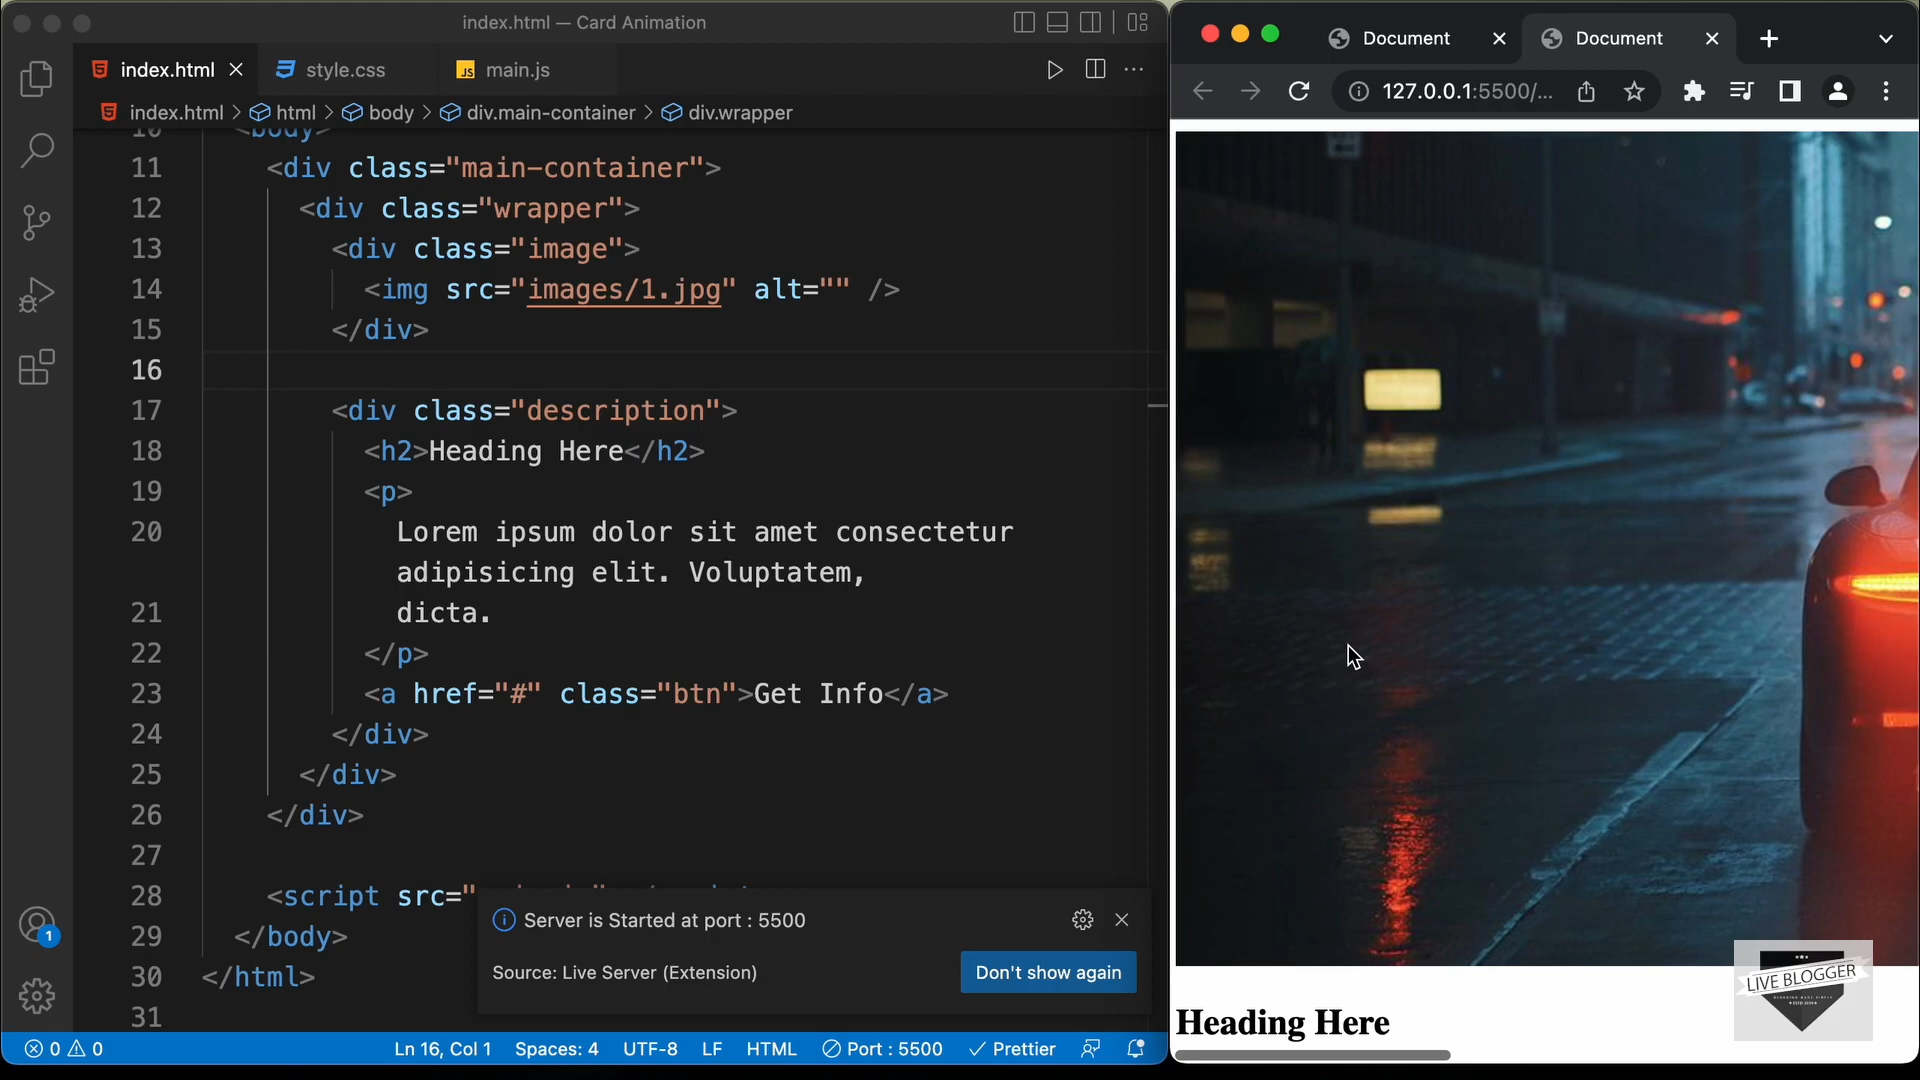 index.html — Card Animation
index.html
style.css
JS main.js
index.html > html > body > div.main-container > div.wrapper
10 <body>
11 <div class="main-container">
12 <div class="wrapper">
13 <div class="image">
14 <img src="images/1.jpg" alt="" />
15 </div>
16
17 <div class="description">
18 <h2>Heading Here</h2>
19 <p>
20 Lorem ipsum dolor sit amet consectetur
adipisicing elit. Voluptatem,
21 dicta.
22 </p>
23 <a href="#" class="btn">Get Info</a>
24 </div>
25 </div>
26 </div>
27
28 <script src="
29 </body>
30 </html>
31
Server is Started at port : 5500
Source: Live Server (Extension)
Don't show again
1
0 0
Ln 16, Col 1
Spaces: 4
UTF-8
LF
HTML
Port : 5500
Prettier
Document
Document
127.0.0.1:5500/...
Heading Here
LIVE BLOGGER